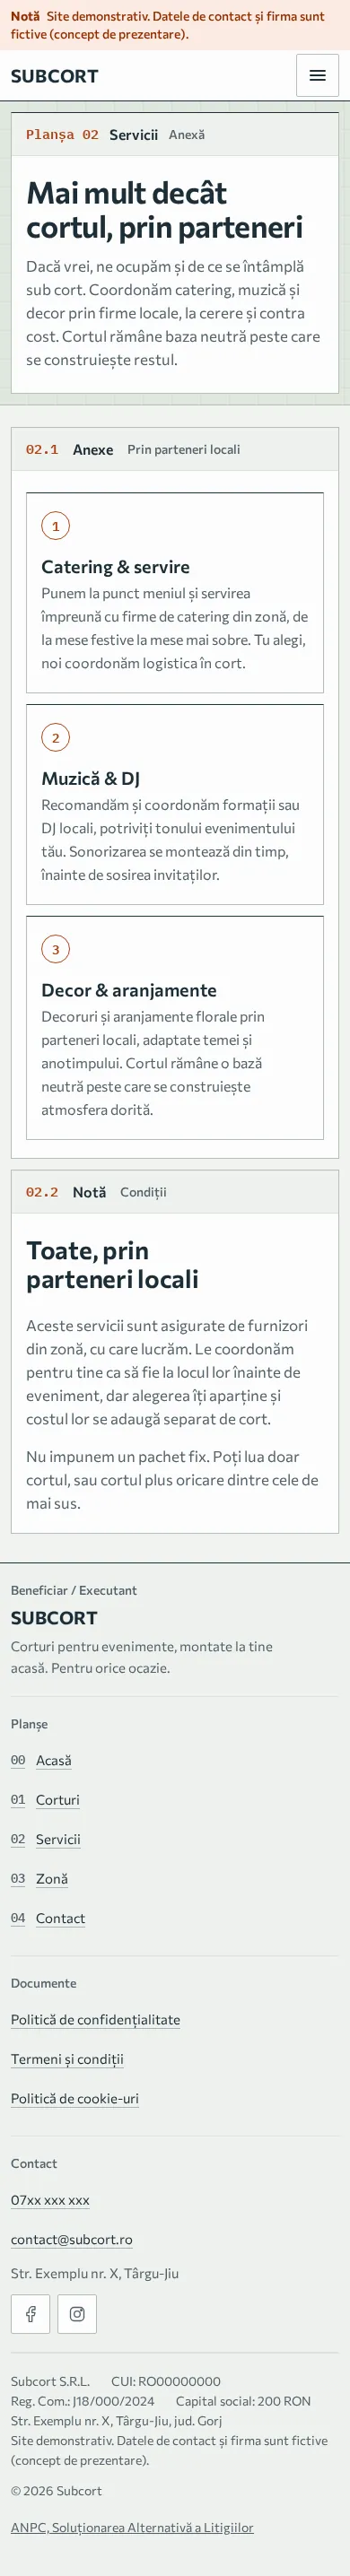 Notă Site demonstrativ. Datele de contact și firma sunt
fictive (concept de prezentare).
SUBCORT
Planșa 02 Servicii Anexă
Mai mult decât
cortul, prin parteneri
Dacă vrei, ne ocupăm și de ce se întâmplă
sub cort. Coordonăm catering, muzică și
decor prin firme locale, la cerere și contra
cost. Cortul rămâne baza neutră peste care
se construiește restul.
02.1 Anexe Prin parteneri locali
1
Catering & servire
Punem la punct meniul și servirea
împreună cu firme de catering din zonă, de
la mese festive la mese mai sobre. Tu alegi,
noi coordonăm logistica în cort.
2
Muzică & DJ
Recomandăm și coordonăm formații sau
DJ locali, potriviți tonului evenimentului
tău. Sonorizarea se montează din timp,
înainte de sosirea invitaților.
3
Decor & aranjamente
Decoruri și aranjamente florale prin
parteneri locali, adaptate temei și
anotimpului. Cortul rămâne o bază
neutră peste care se construiește
atmosfera dorită.
02.2 Notă Condiții
Toate, prin
parteneri locali
Aceste servicii sunt asigurate de furnizori
din zonă, cu care lucrăm. Le coordonăm
pentru tine ca să fie la locul lor înainte de
eveniment, dar alegerea îți aparține și
costul lor se adaugă separat de cort.
Nu impunem un pachet fix. Poți lua doar
cortul, sau cortul plus oricare dintre cele de
mai sus.
Beneficiar / Executant
SUBCORT
Corturi pentru evenimente, montate la tine
acasă. Pentru orice ocazie.
Planșe
00 Acasă
01 Corturi
02 Servicii
03 Zonă
04 Contact
Documente
Politică de confidențialitate
Termeni și condiții
Politică de cookie-uri
Contact
07xx xxx xxx
contact@subcort.ro
Str. Exemplu nr. X, Târgu-Jiu
Subcort S.R.L. CUI: RO00000000
Reg. Com.: J18/000/2024 Capital social: 200 RON
Str. Exemplu nr. X, Târgu-Jiu, jud. Gorj
Site demonstrativ. Datele de contact și firma sunt fictive
(concept de prezentare).
© 2026 Subcort
ANPC, Soluționarea Alternativă a Litigiilor